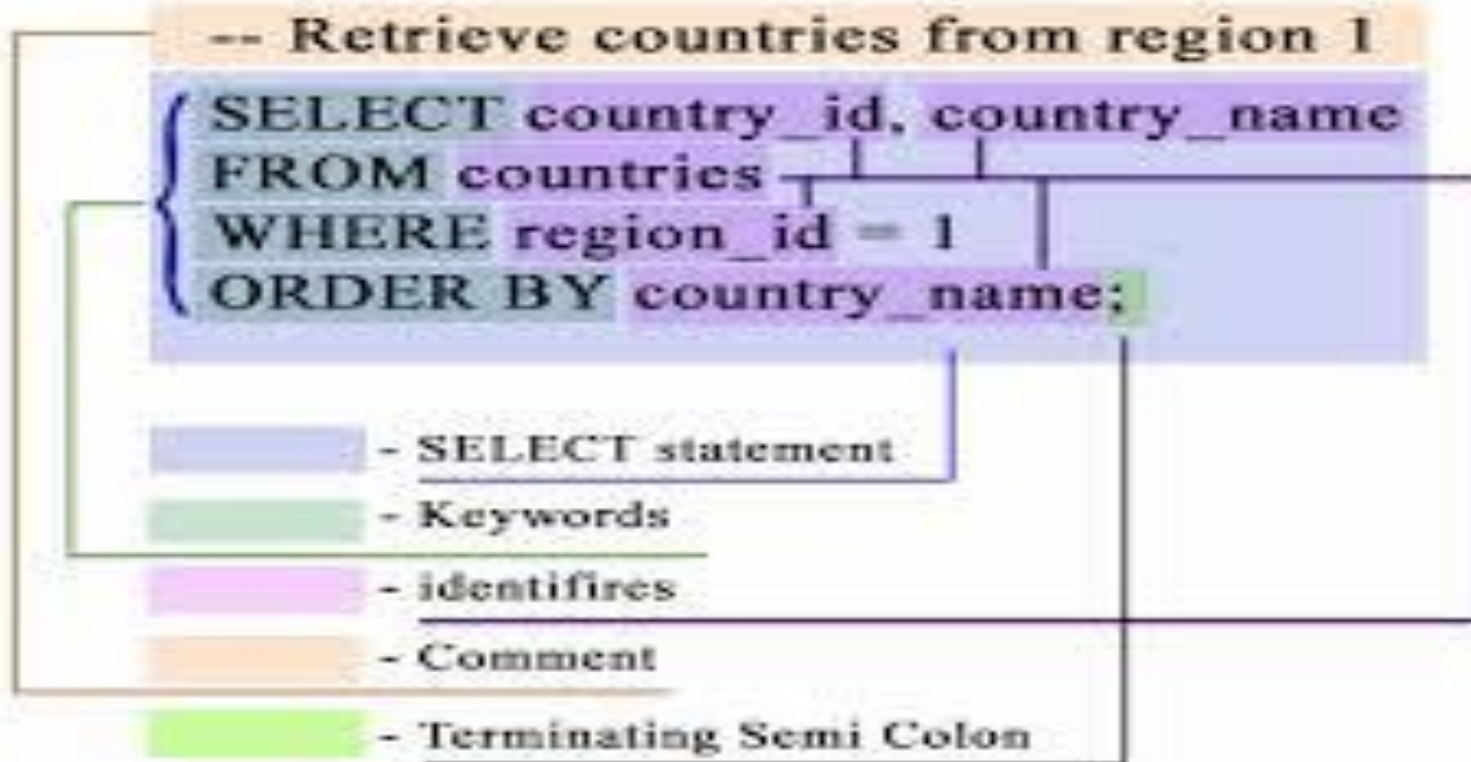 -- Retrieve countries from region 1
SELECT country_id, country_name
FROM countries
WHERE region_id = 1
ORDER BY country_name;
- SELECT statement
- Keywords
- identifires
- Comment
- Terminating Semi Colon